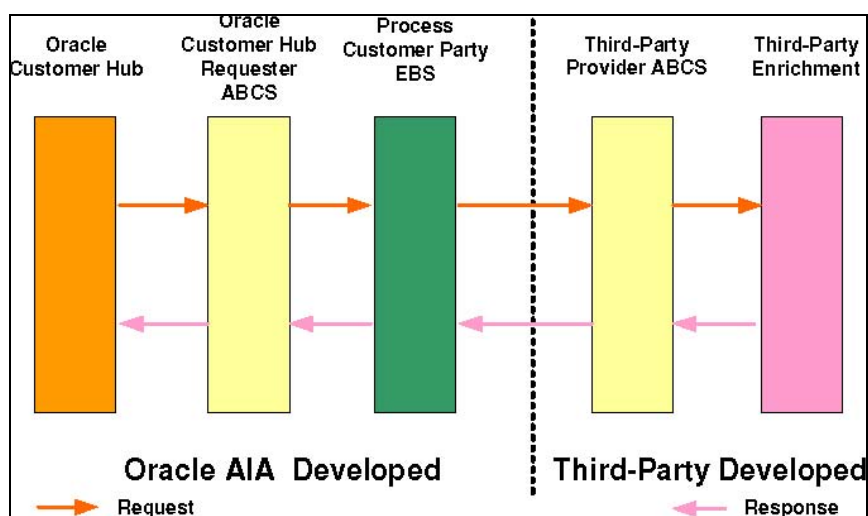 Oracle
Customer Hub
Oracle
Customer Hub
Requester
ABCS
Process
Customer Party
EBS
Third-Party
Provider ABCS
Third-Party
Enrichment
Oracle AIA Developed
Third-Party Developed
Request
Response